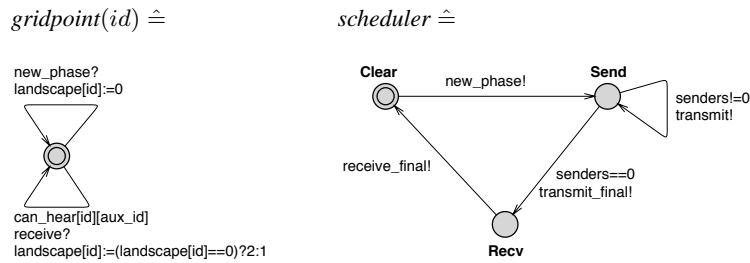 gridpoint(id) ≙
scheduler ≙
new_phase?
landscape[id]:=0
can_hear[id][aux_id]
receive?
landscape[id]:=(landscape[id]==0)?2:1
Clear
new_phase!
Send
senders!=0
transmit!
receive_final!
senders==0
transmit_final!
Recv